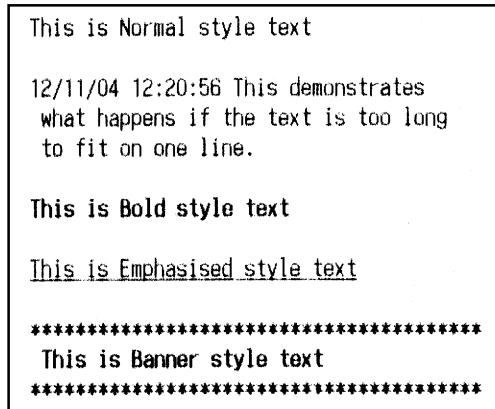 This is Normal style text
12/11/04 12:20:56 This demonstrates
what happens if the text is too long
to fit on one line.
This is Bold style text
This is Emphasised style text
****************************************
This is Banner style text
****************************************